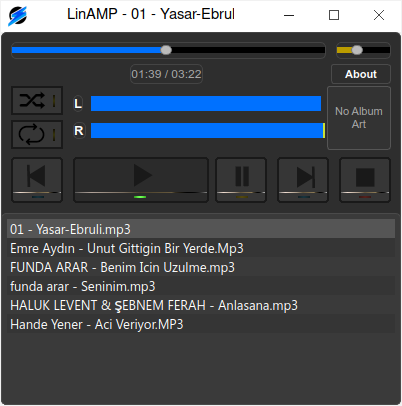 LinAMP - 01 - Yasar-Ebrul
01:39 / 03:22
About
L
R
No Album
Art
01 - Yasar-Ebruli.mp3
Emre Aydın - Unut Gittigin Bir Yerde.Mp3
FUNDA ARAR - Benim Icin Uzulme.mp3
funda arar - Seninim.mp3
HALUK LEVENT & ŞEBNEM FERAH - Anlasana.mp3
Hande Yener - Aci Veriyor.MP3